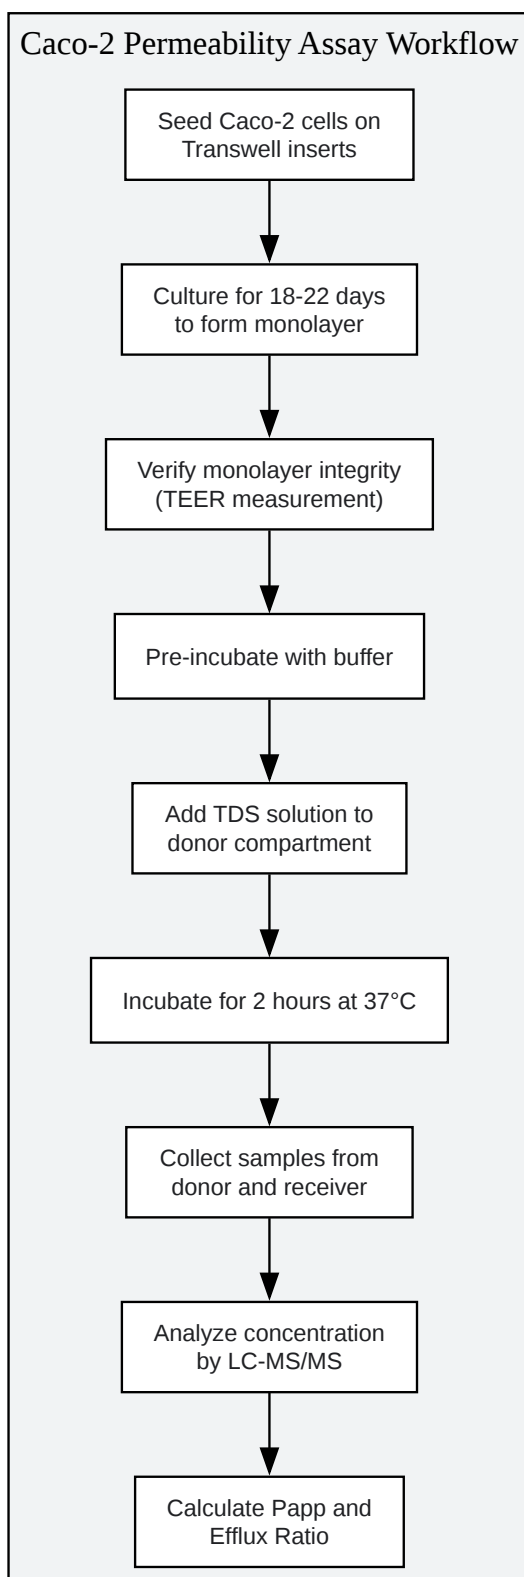 Caco-2 Permeability Assay Workflow
Seed Caco-2 cells on
Transwell inserts
Culture for 18-22 days
to form monolayer
Verify monolayer integrity
(TEER measurement)
Pre-incubate with buffer
Add TDS solution to
donor compartment
Incubate for 2 hours at 37°C
Collect samples from
donor and receiver
Analyze concentration
by LC-MS/MS
Calculate Papp and
Efflux Ratio